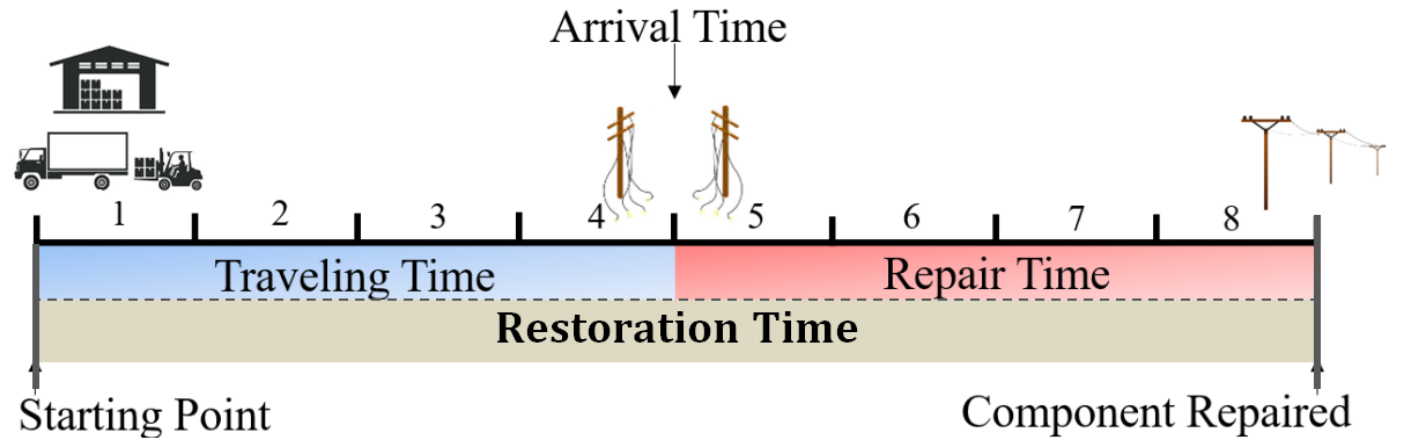 Arrival Time
1 2 3 4 5 6 7 8
Traveling Time Repair Time
Restoration Time
Starting Point Component Repaired